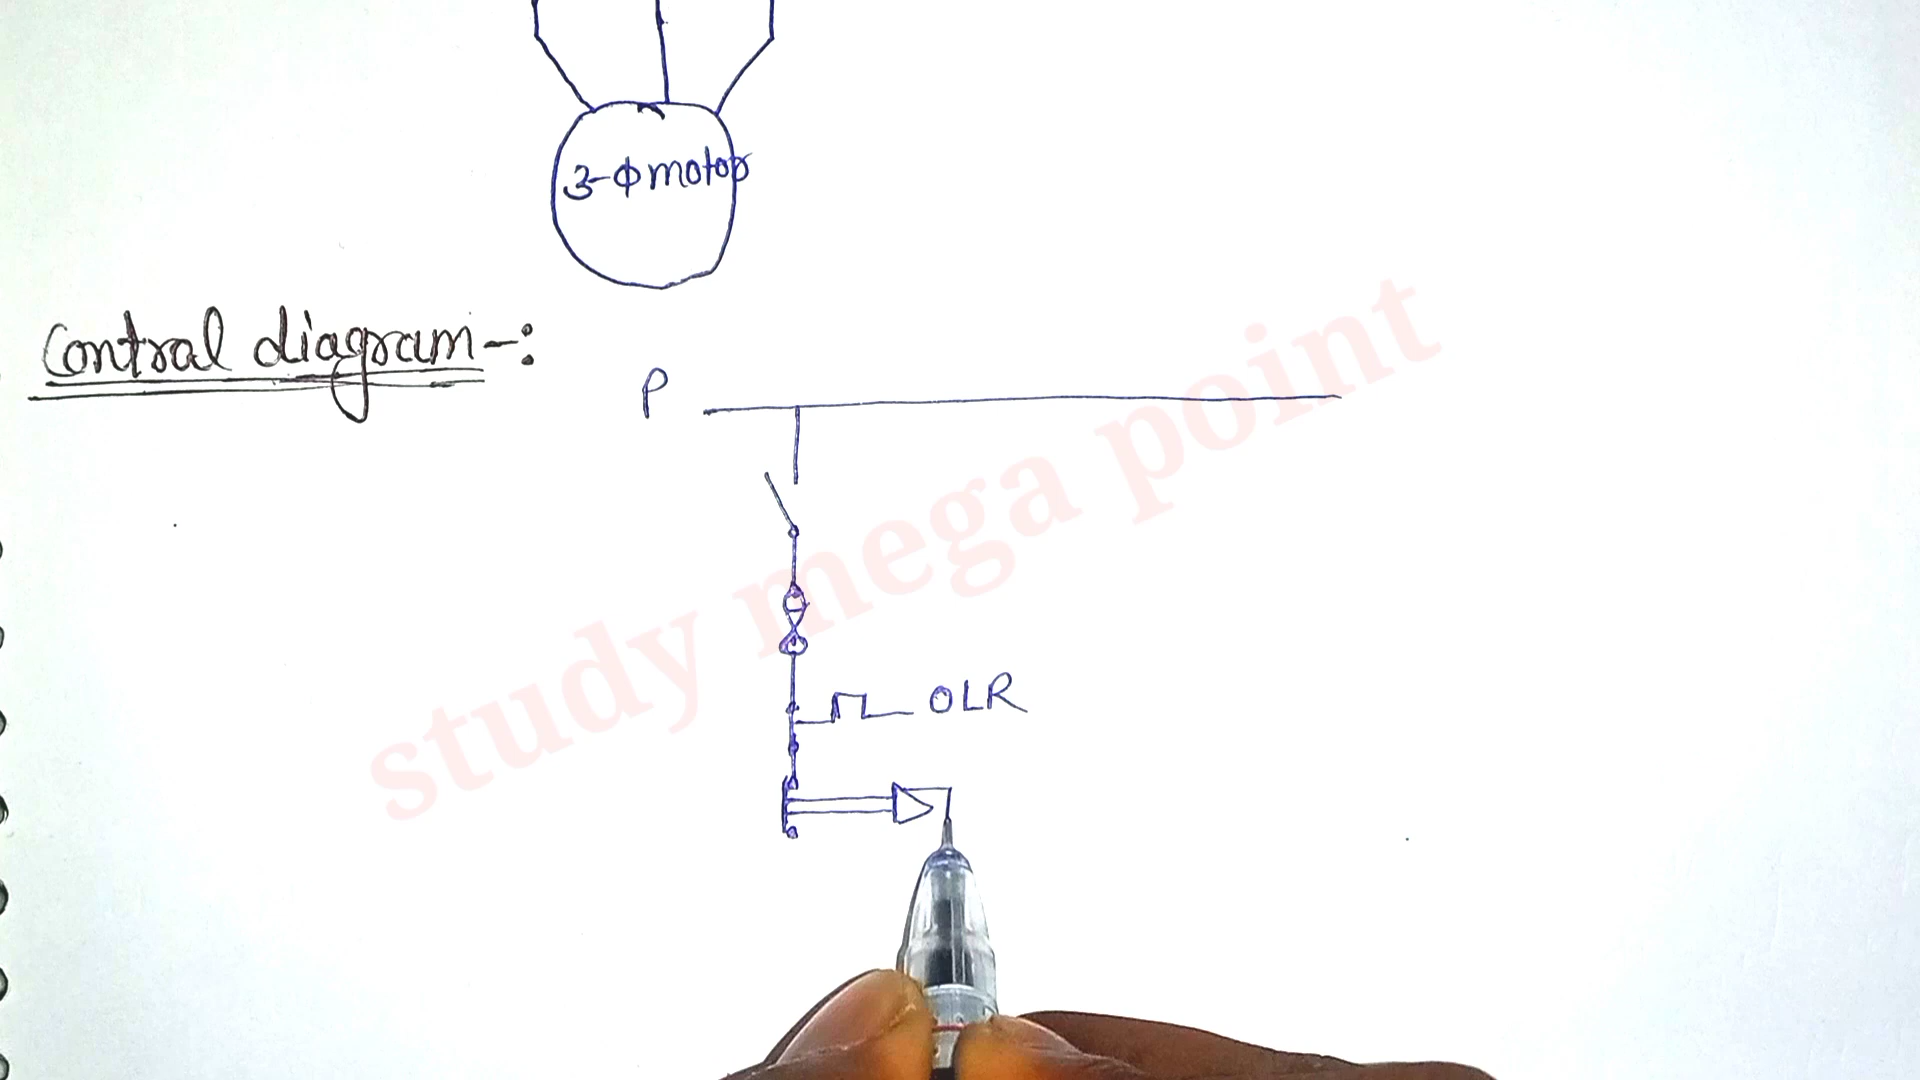 3-Φ motor
Contral diagram -:
P
study mega point
OLR